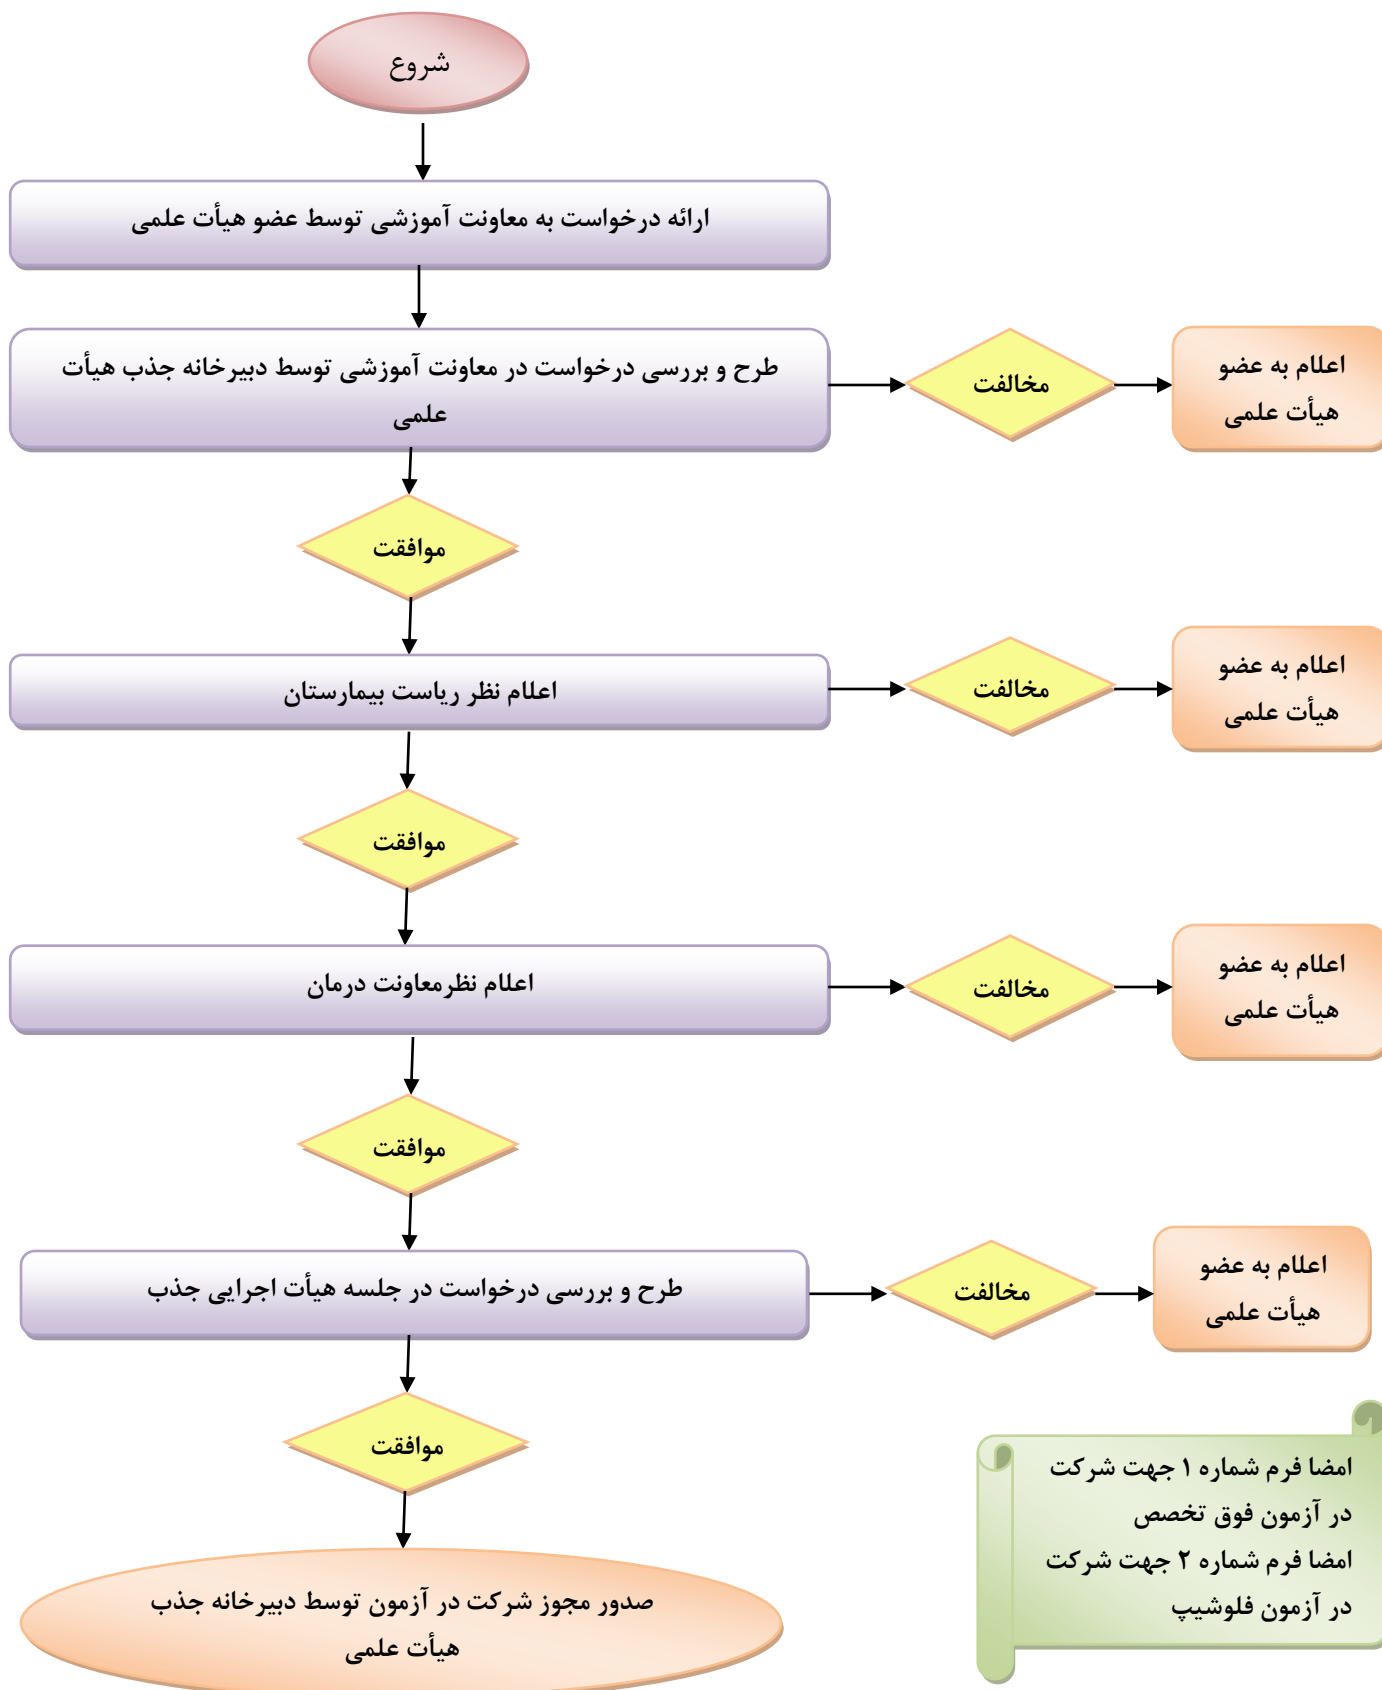 شروع
ارائه درخواست به معاونت آموزشی توسط عضو هیأت علمی
طرح و بررسی درخواست در معاونت آموزشی توسط دبیرخانه جذب هیأت
علمی
مخالفت
اعلام به عضو
هیأت علمی
موافقت
اعلام نظر ریاست بیمارستان
مخالفت
اعلام به عضو
هیأت علمی
موافقت
اعلام نظرمعاونت درمان
مخالفت
اعلام به عضو
هیأت علمی
موافقت
طرح و بررسی درخواست در جلسه هیأت اجرایی جذب
مخالفت
اعلام به عضو
هیأت علمی
موافقت
امضا فرم شماره ۱ جهت شرکت
در آزمون فوق تخصص
امضا فرم شماره ۲ جهت شرکت
در آزمون فلوشیپ
صدور مجوز شرکت در آزمون توسط دبیرخانه جذب
هیأت علمی